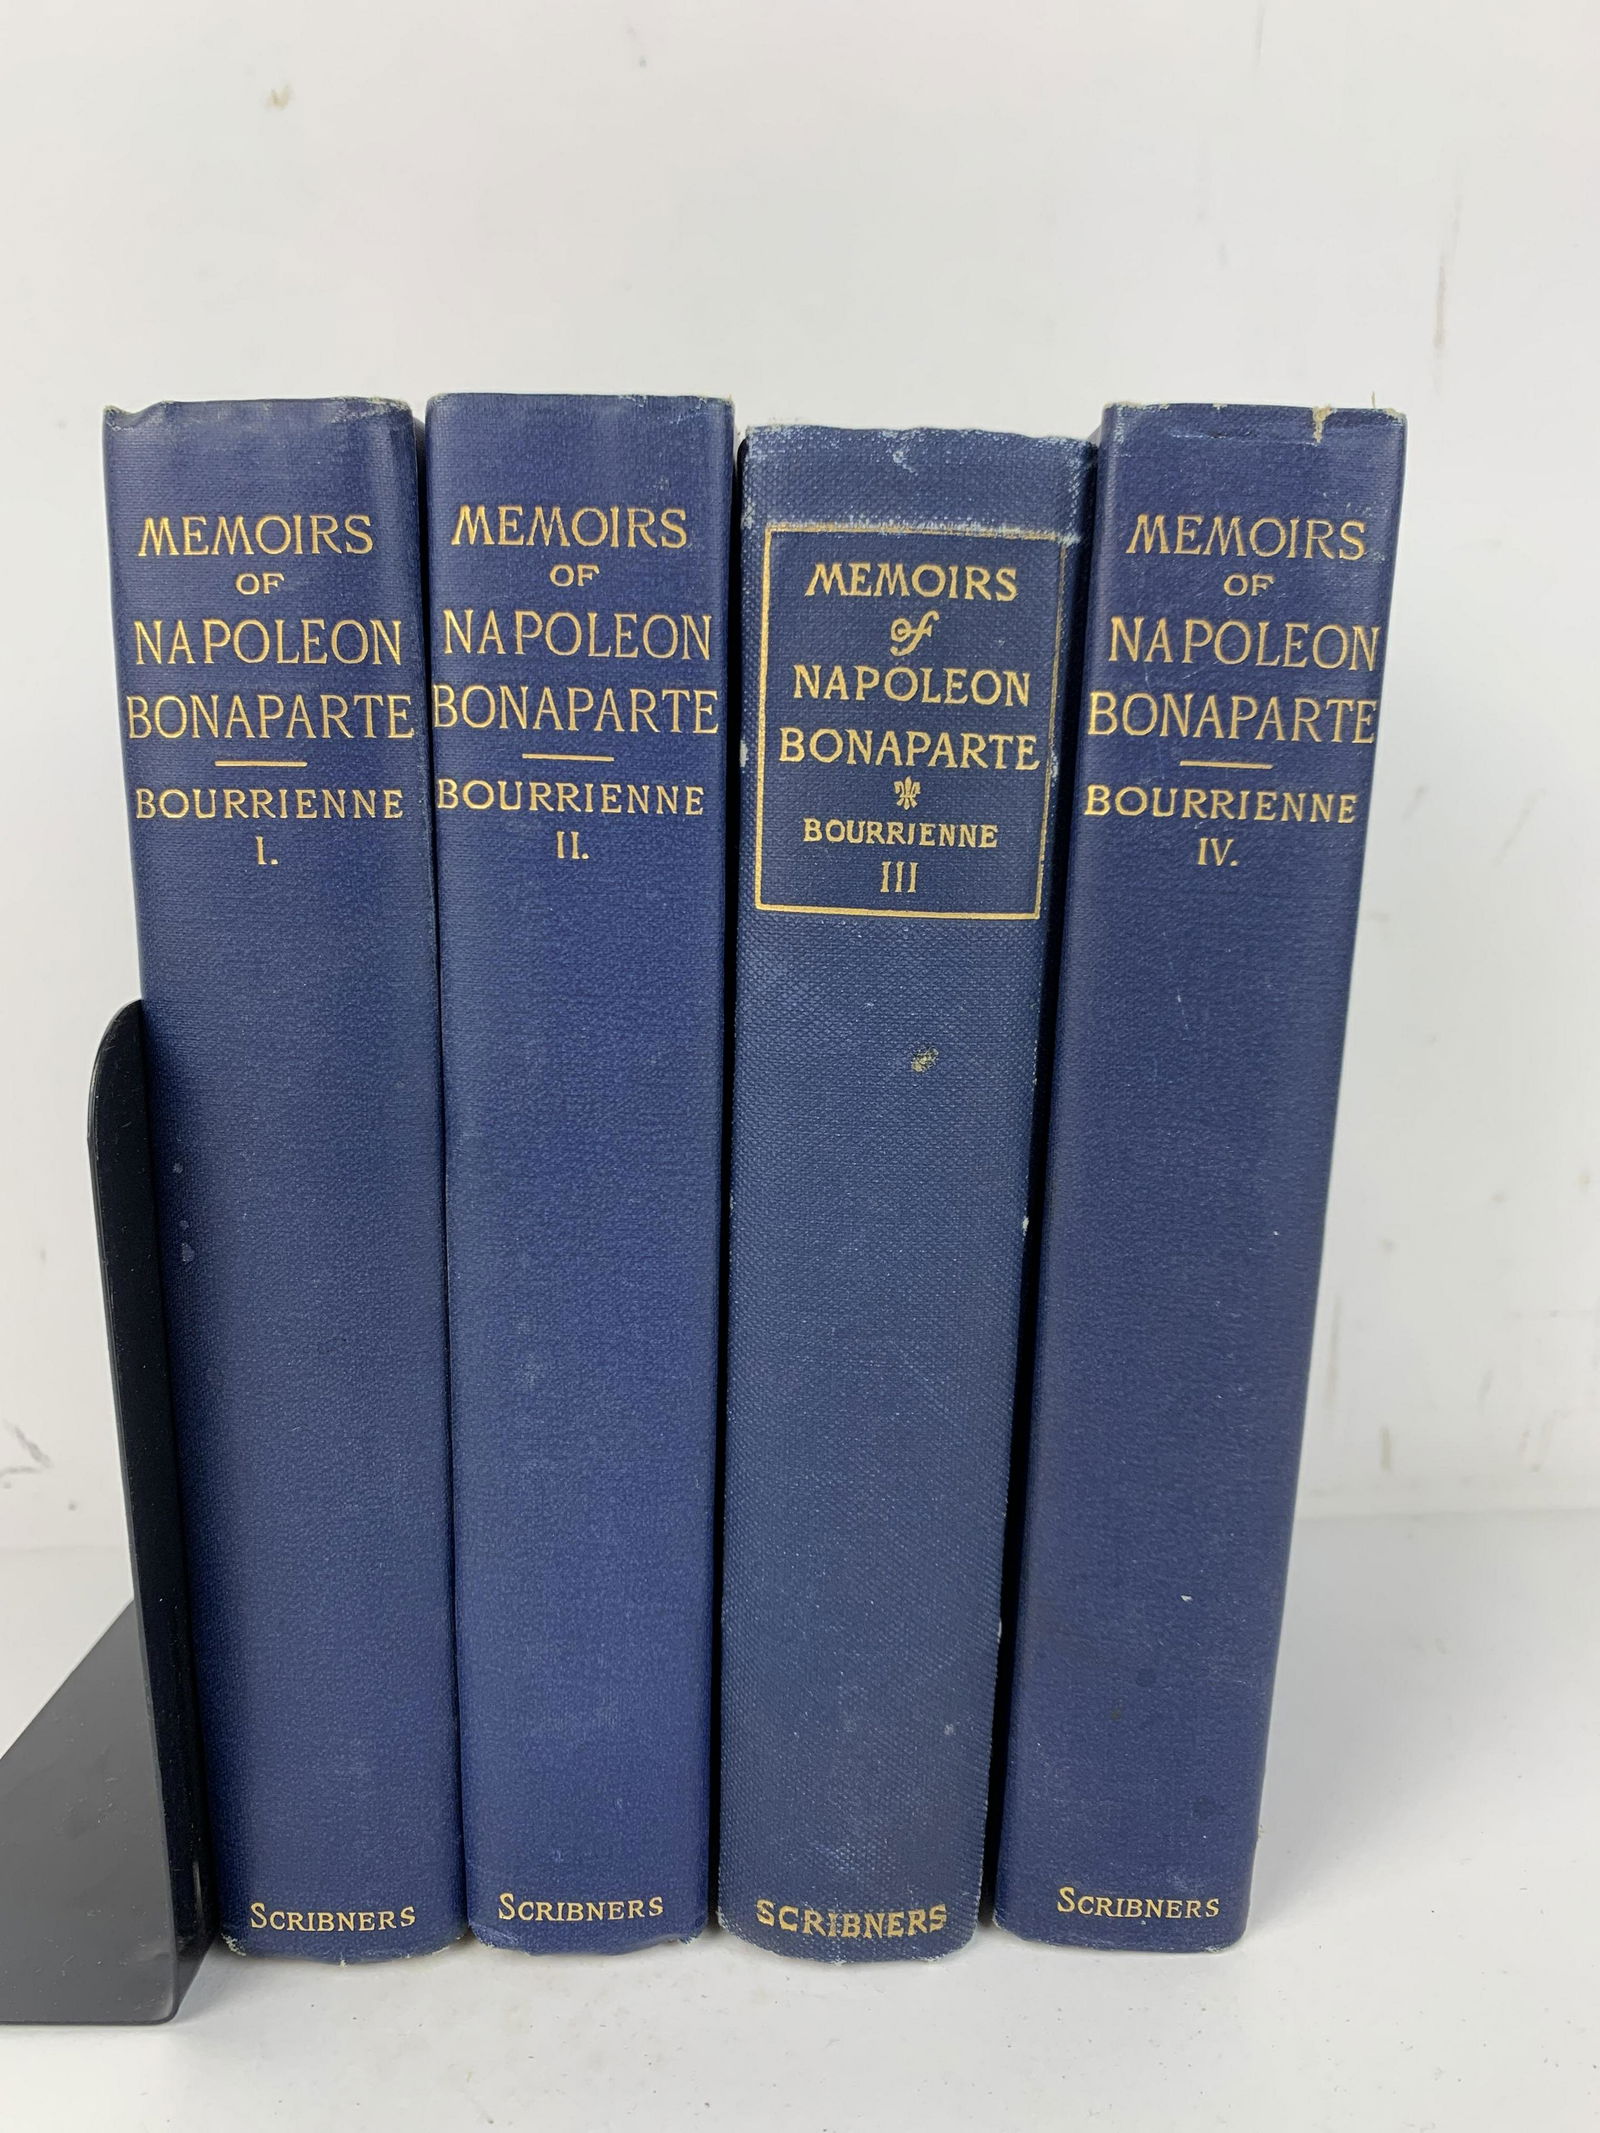 MEMOIRS
OF
NAPOLEON
BONAPARTE
BOURRIENNE
I.
SCRIBNERS
MEMOIRS
OF
NAPOLEON
BONAPARTE
BOURRIENNE
II.
SCRIBNERS
MEMOIRS
of
NAPOLEON
BONAPARTE
BOURRIENNE
III
SCRIBNERS
MEMOIRS
OF
NAPOLEON
BONAPARTE
BOURRIENNE
IV.
SCRIBNERS